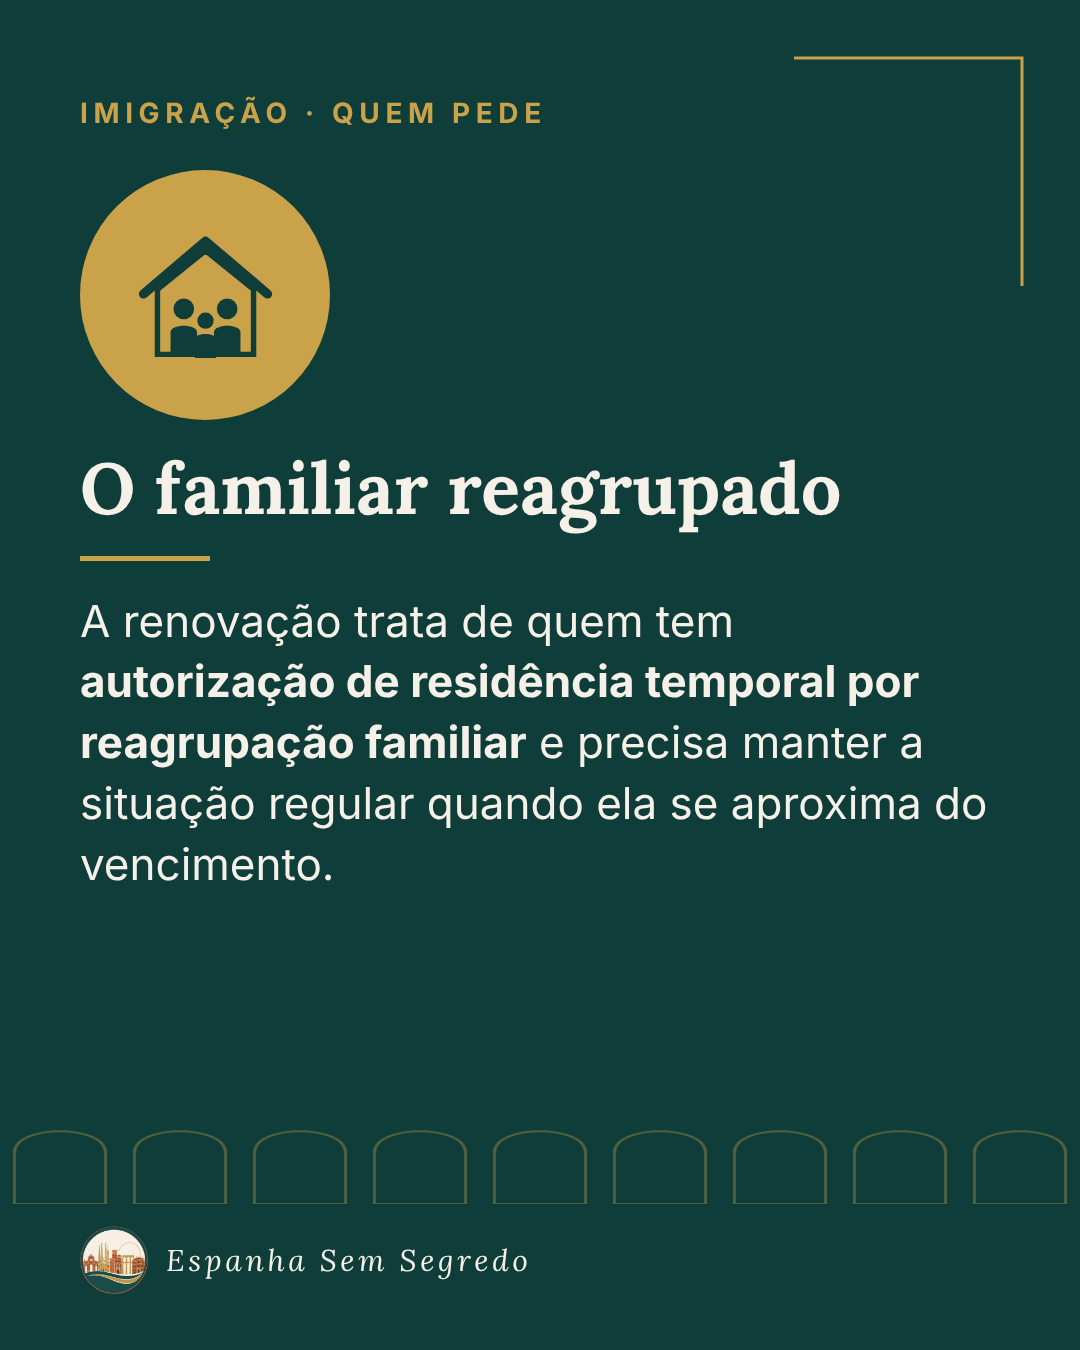 IMIGRAÇÃO · QUEM PEDE
O familiar reagrupado
A renovação trata de quem tem
autorização de residência temporal por
reagrupação familiar e precisa manter a
situação regular quando ela se aproxima do
vencimento.
Espanha Sem Segredo